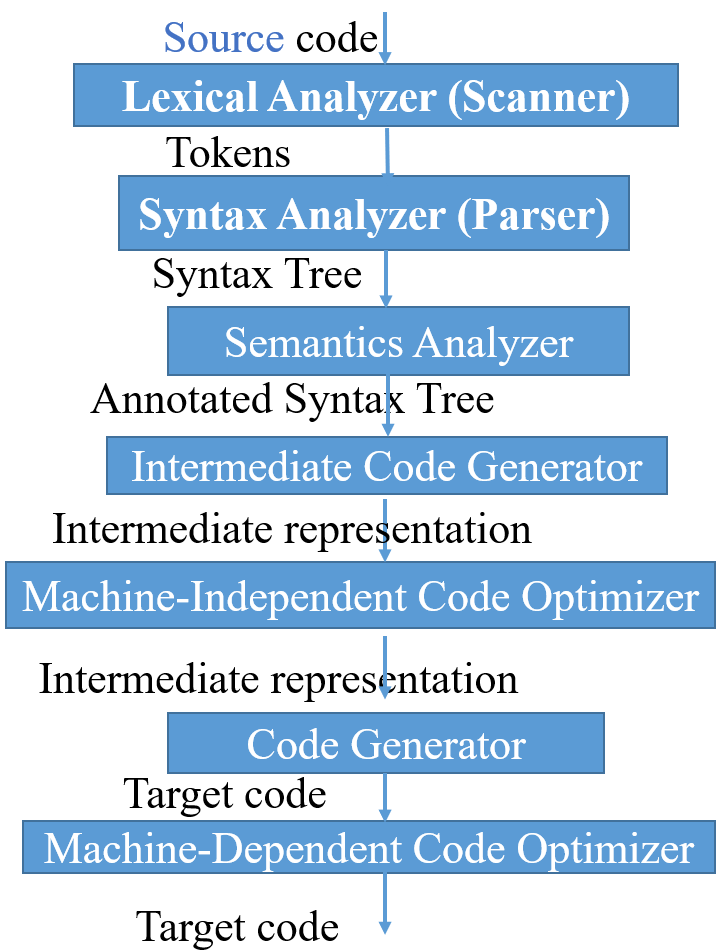 Source code
Lexical Analyzer (Scanner)
Tokens
Syntax Analyzer (Parser)
Syntax Tree
Semantics Analyzer
Annotated Syntax Tree
Intermediate Code Generator
Intermediate representation
Machine-Independent Code Optimizer
Intermediate representation
Code Generator
Target code
Machine-Dependent Code Optimizer
Target code